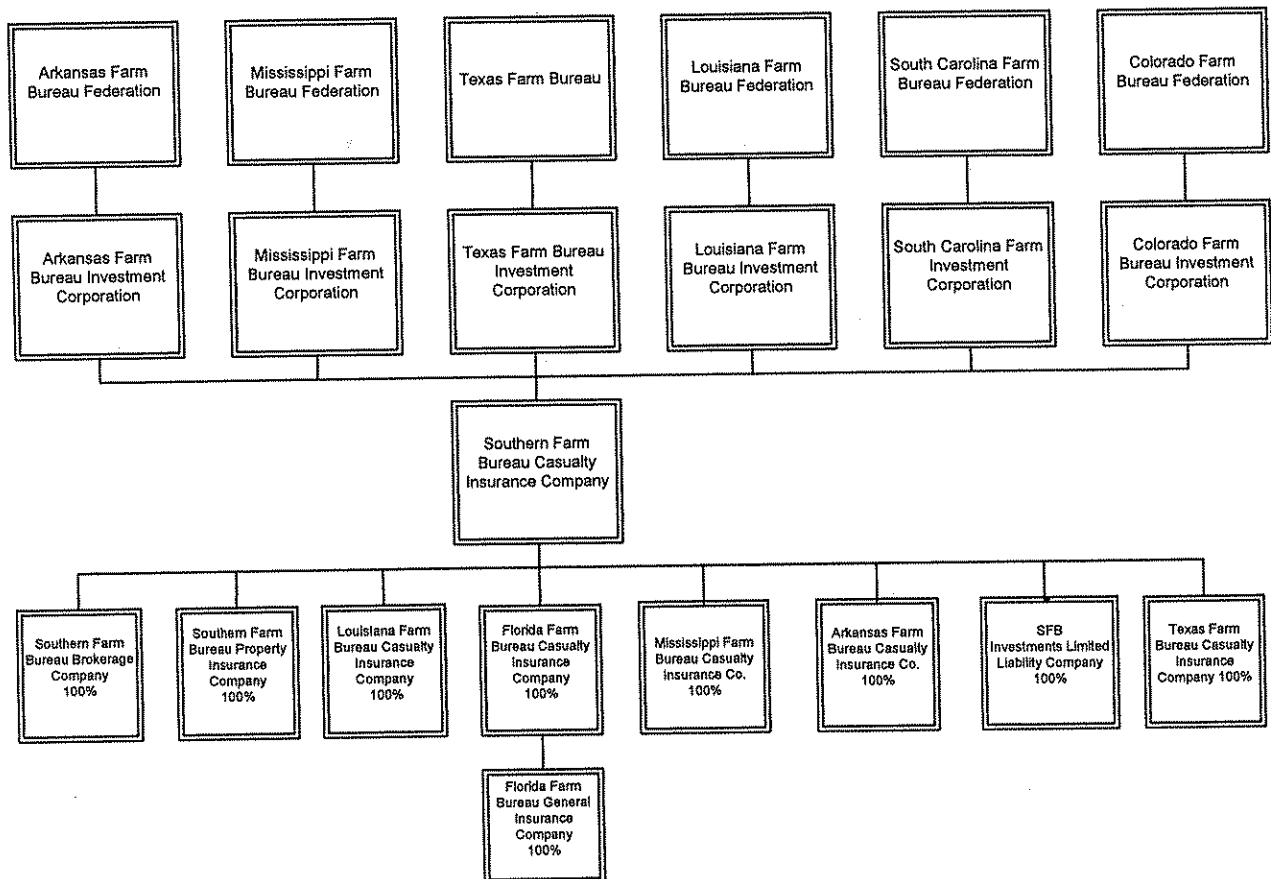 Arkansas Farm
Bureau Federation
Mississippi Farm
Bureau Federation
Texas Farm Bureau
Louisiana Farm
Bureau Federation
South Carolina Farm
Bureau Federation
Colorado Farm
Bureau Federation
Arkansas Farm
Bureau Investment
Corporation
Mississippi Farm
Bureau Investment
Corporation
Texas Farm Bureau
Investment
Corporation
Louisiana Farm
Bureau Investment
Corporation
South Carolina Farm
Investment
Corporation
Colorado Farm
Bureau Investment
Corporation
Southern Farm
Bureau Casualty
Insurance Company
Southern Farm
Bureau Brokerage
Company
100%
Southern Farm
Bureau Property
Insurance
Company
100%
Louisiana Farm
Bureau Casualty
Insurance
Company
100%
Florida Farm
Bureau Casualty
Insurance
Company
100%
Mississippi Farm
Bureau Casualty
Insurance Co.
100%
Arkansas Farm
Bureau Casualty
Insurance Co.
100%
SFB
Investments Limited
Liability Company
100%
Texas Farm
Bureau Casualty
Insurance
Company 100%
Florida Farm
Bureau General
Insurance
Company
100%